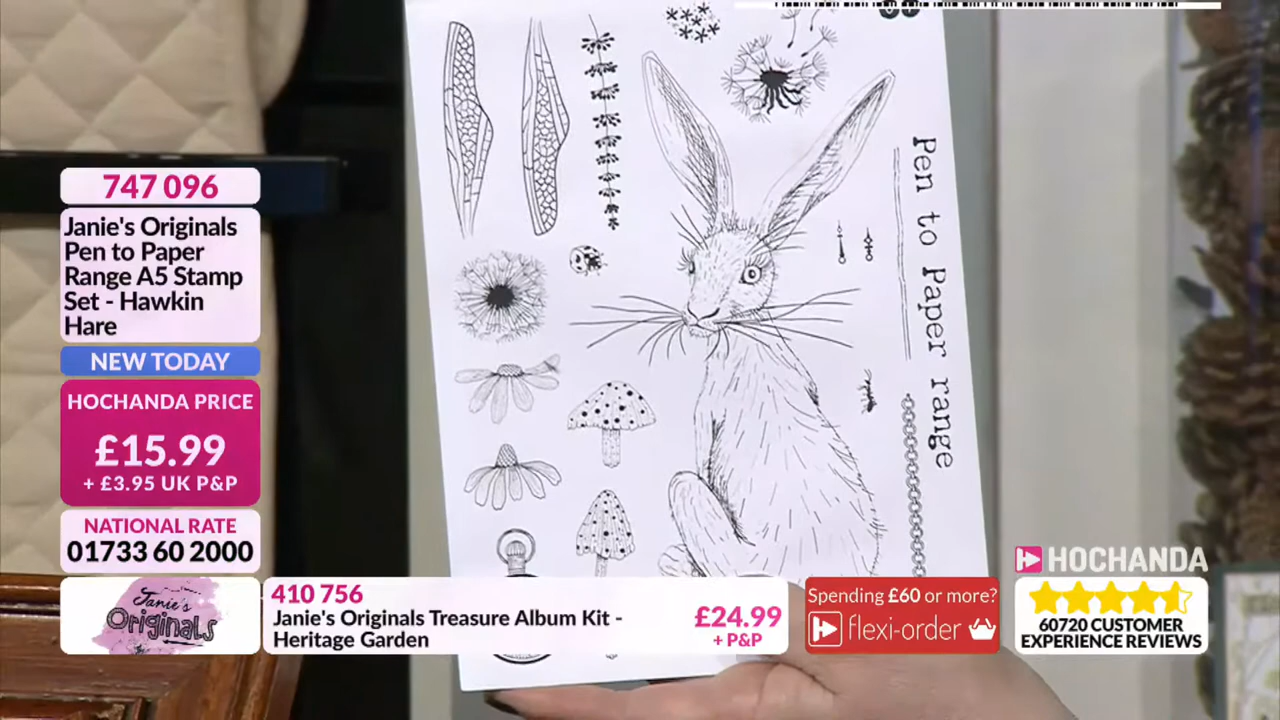 747 096
Janie's Originals
Pen to Paper
Range A5 Stamp
Set - Hawkin
Hare
NEW TODAY
HOCHANDA PRICE
£15.99
+ £3.95 UK P&P
NATIONAL RATE
01733 60 2000
Pen to Paper range
Janie's
Originals
410 756
Janie's Originals Treasure Album Kit -
Heritage Garden
£24.99
+ P&P
Spending £60 or more?
flexi-order
HOCHANDA
60720 CUSTOMER
EXPERIENCE REVIEWS